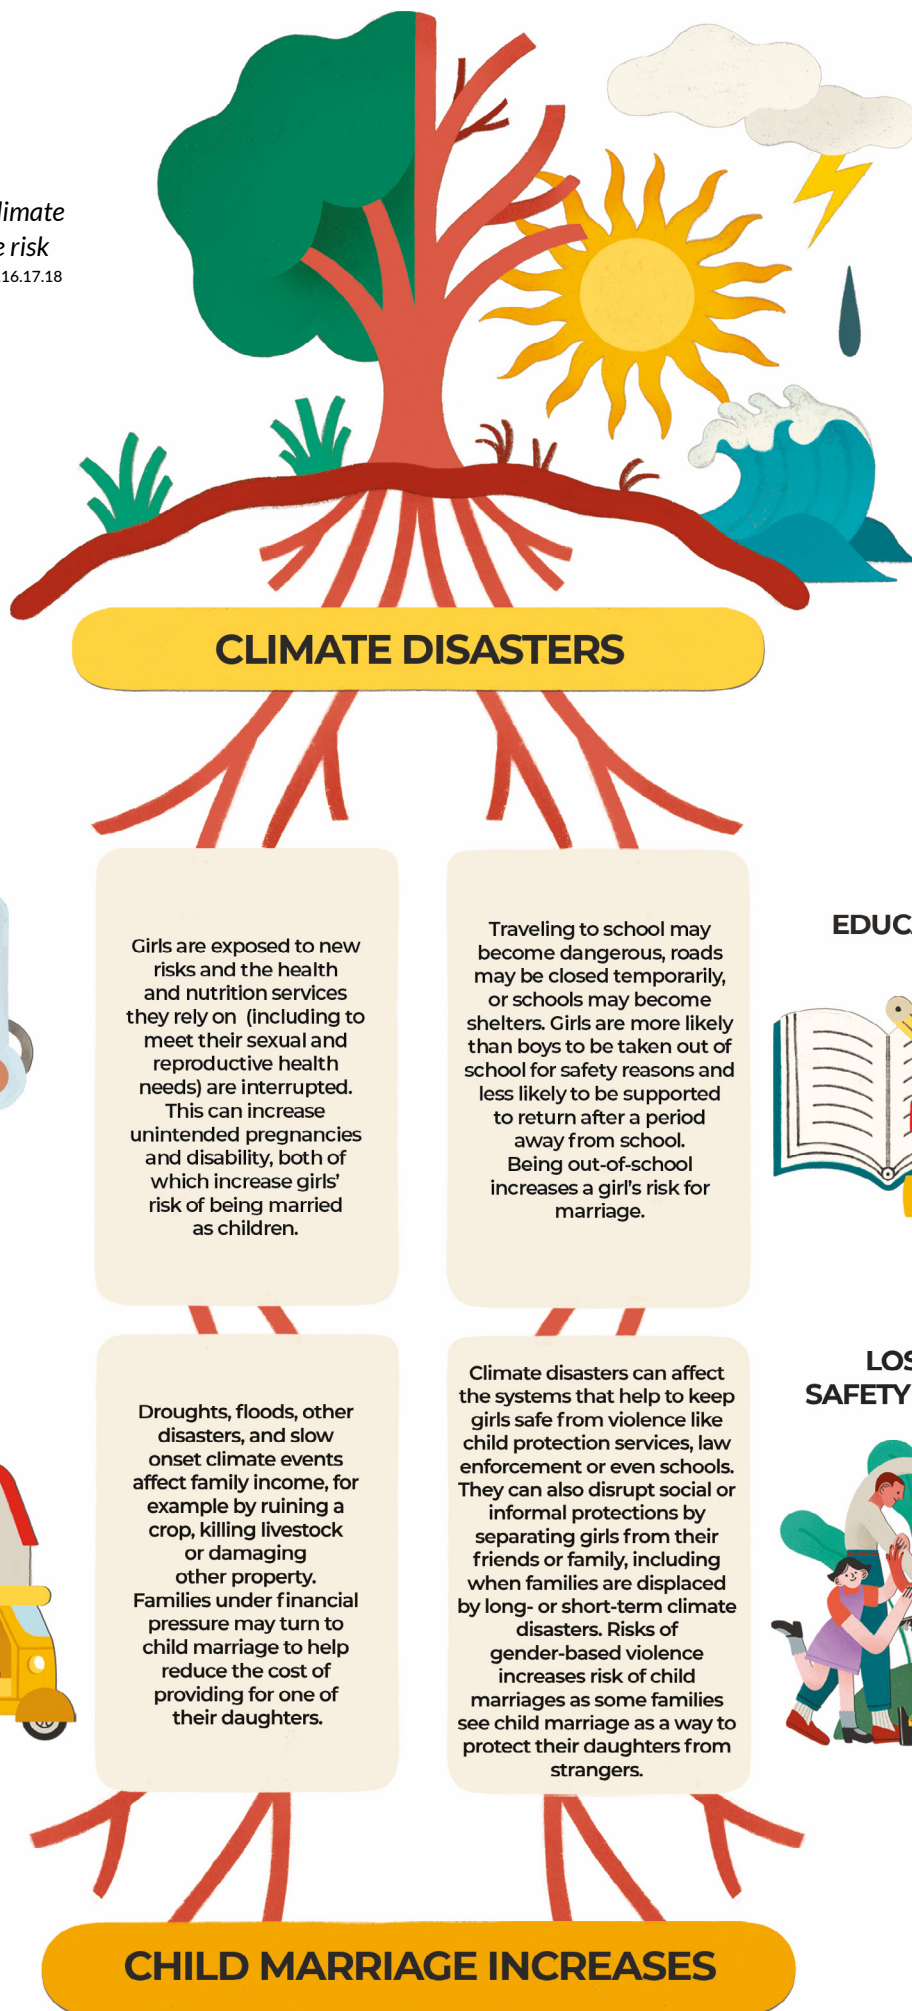 limate
e risk
.16.17.18
CLIMATE DISASTERS
Girls are exposed to new
risks and the health
and nutrition services
they rely on (including to
meet their sexual and
reproductive health
needs) are interrupted.
This can increase
unintended pregnancies
and disability, both of
which increase girls’
risk of being married
as children.
Traveling to school may
become dangerous, roads
may be closed temporarily,
or schools may become
shelters. Girls are more likely
than boys to be taken out of
school for safety reasons and
less likely to be supported
to return after a period
away from school.
Being out-of-school
increases a girl’s risk for
marriage.
EDUC
Droughts, floods, other
disasters, and slow
onset climate events
affect family income, for
example by ruining a
crop, killing livestock
or damaging
other property.
Families under financial
pressure may turn to
child marriage to help
reduce the cost of
providing for one of
their daughters.
Climate disasters can affect
the systems that help to keep
girls safe from violence like
child protection services, law
enforcement or even schools.
They can also disrupt social or
informal protections by
separating girls from their
friends or family, including
when families are displaced
by long- or short-term climate
disasters. Risks of
gender-based violence
increases risk of child
marriages as some families
see child marriage as a way to
protect their daughters from
strangers.
LOS
SAFETY
CHILD MARRIAGE INCREASES